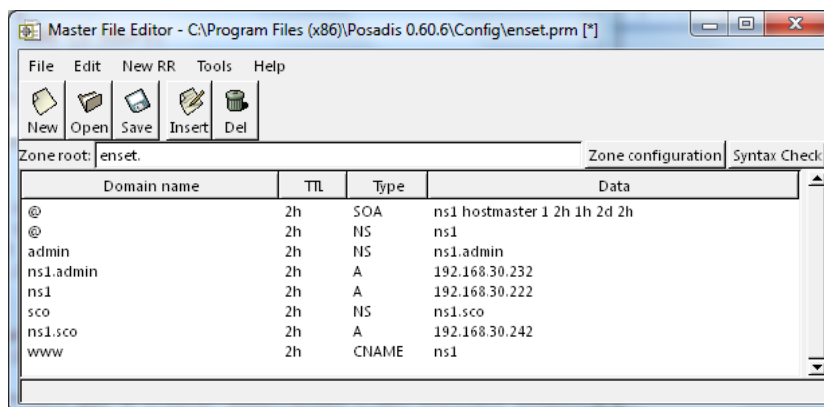 Master File Editor - C:\Program Files (x86)\Posadis 0.60.6\Config\enset.prm [*]
File Edit New RR Tools Help
New Open Save Insert Del
Zone root: enset. Zone configuration Syntax Check
Domain name TTL Type Data
@ 2h SOA ns1 hostmaster 1 2h 1h 2d 2h
@ 2h NS ns1
admin 2h NS ns1.admin
ns1.admin 2h A 192.168.30.232
ns1 2h A 192.168.30.222
sco 2h NS ns1.sco
ns1.sco 2h A 192.168.30.242
www 2h CNAME ns1